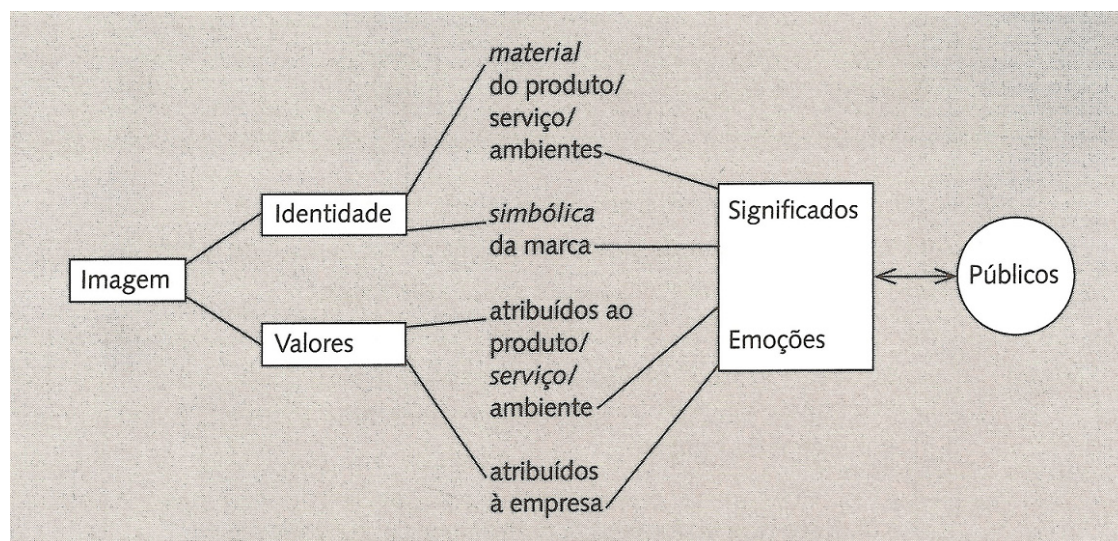 Imagem
Identidade
Valores
material
do produto/
serviço/
ambientes
simbólica
da marca
atribuídos ao
produto/
serviço/
ambiente
atribuídos
à empresa
Significados
Emoções
Públicos